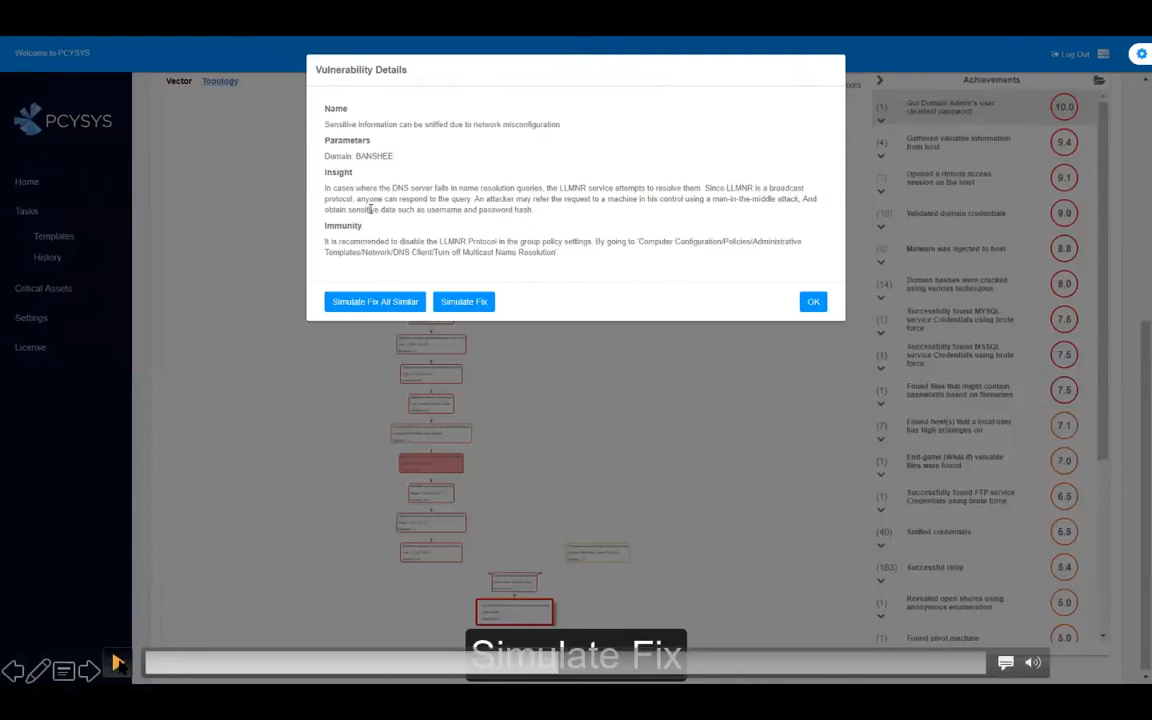 Welcome to PCYSYS
Log Out
PCYSYS
Home
Tasks
Templates
History
Critical Assets
Settings
License
Vector Topology
Vulnerability Details
Name
Sensitive information can be sniffed due to network misconfiguration
Parameters
Domain: BANSHEE
Insight
In cases where the DNS server fails in name resolution queries, the LLMNR service attempts to resolve them. Since LLMNR is a broadcast
protocol, anyone can respond to the query. An attacker may refer the request to a machine in his control using a man-in-the-middle attack, And
obtain sensitive data such as username and password hash.
Immunity
It is recommended to disable the LLMNR Protocol in the group policy settings. By going to 'Computer Configuration/Policies/Administrative
Templates/Network/DNS Client/Turn off Multicast Name Resolution'.
Simulate Fix All Similar
Simulate Fix
OK
Achievements
(1) Got Domain Admin's user
cleartext password
10.0
(4) Gathered valuable information
from host
9.4
Opened a remote access
session on the host
9.1
Validated domain credentials
9.0
Malware was injected to host
8.8
(14) Domain hashes were cracked
using various techniques
8.0
Successfully found MYSQL
service Credentials using brute
force
7.5
(1) Successfully found MSSQL
service Credentials using brute
force
7.5
(1) Found files that might contain
passwords based on filenames
7.5
(7) Found host(s) that a local user
has high privileges on
7.1
(1) End-game (What if) valuable
files were found
7.0
(1) Successfully found FTP service
Credentials using brute force
6.5
(40) Sniffed credentials
5.5
(183) Successful relay
5.4
(1) Revealed open shares using
anonymous enumeration
5.0
(1) Found pivot machine
5.0
Simulate Fix